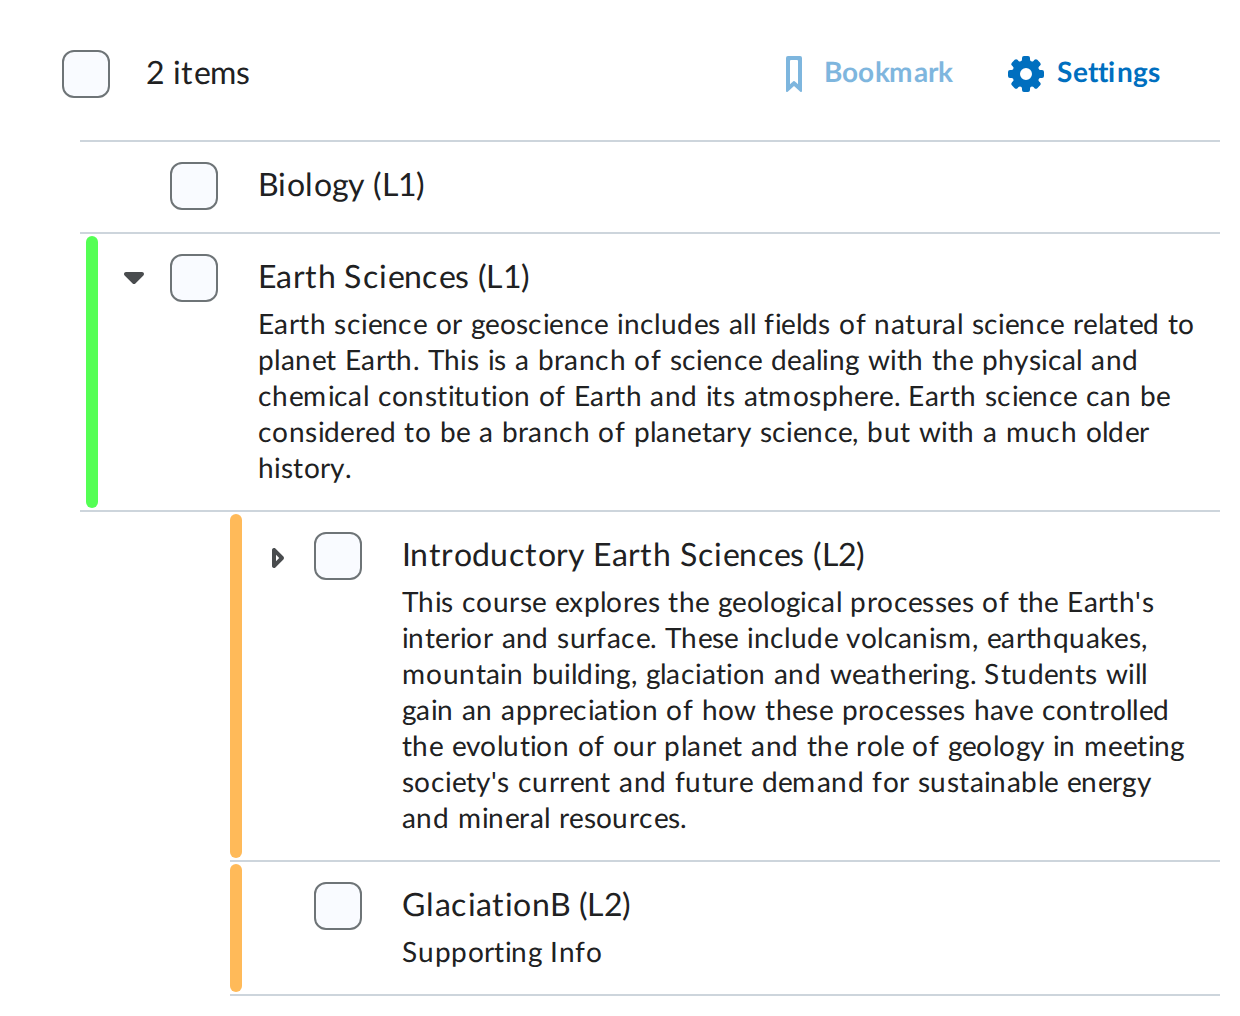 2 items
Bookmark
Settings
Biology (L1)
Earth Sciences (L1)
Earth science or geoscience includes all fields of natural science related to
planet Earth. This is a branch of science dealing with the physical and
chemical constitution of Earth and its atmosphere. Earth science can be
considered to be a branch of planetary science, but with a much older
history.
Introductory Earth Sciences (L2)
This course explores the geological processes of the Earth's
interior and surface. These include volcanism, earthquakes,
mountain building, glaciation and weathering. Students will
gain an appreciation of how these processes have controlled
the evolution of our planet and the role of geology in meeting
society's current and future demand for sustainable energy
and mineral resources.
GlaciationB (L2)
Supporting Info